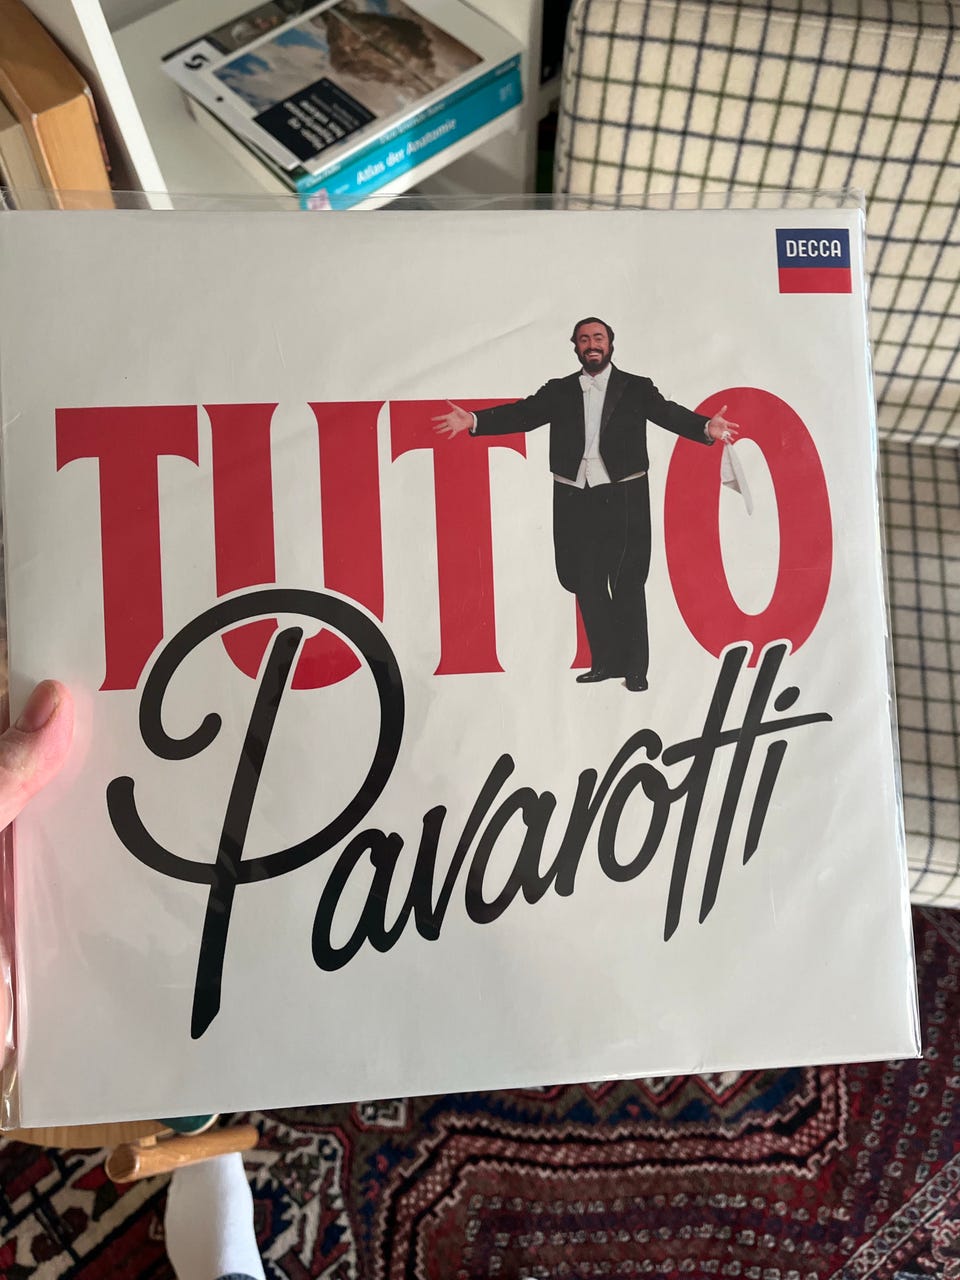 Atlas der Anatomie
DECCA
TUTTO
Pavarotti